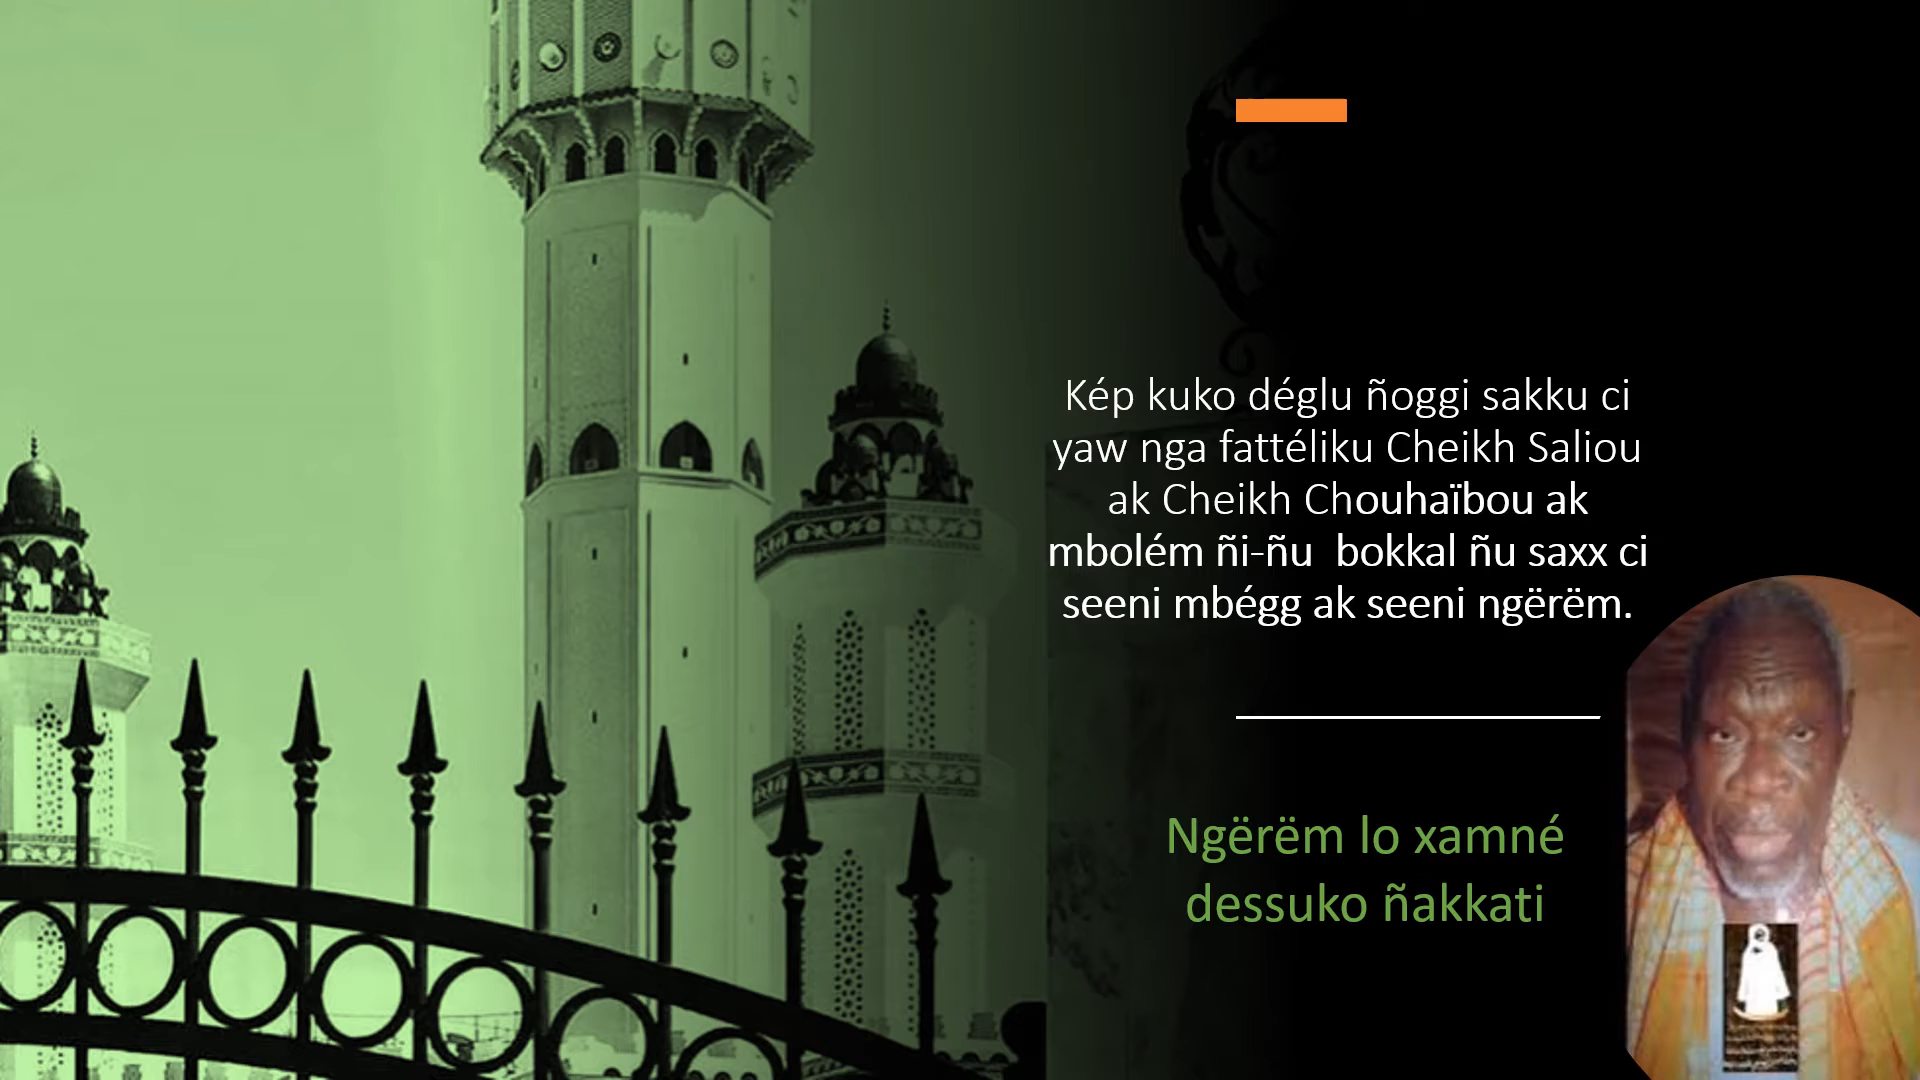 Kép kuko déglu ñoggi sakku ci
yaw nga fattéliku Cheikh Saliou
ak Cheikh Chouhaïbou ak
mbolém ñi-ñu  bokkal ñu saxx ci
seeni mbégg ak seeni ngërëm.
Ngërëm lo xamné
dessuko ñakkati